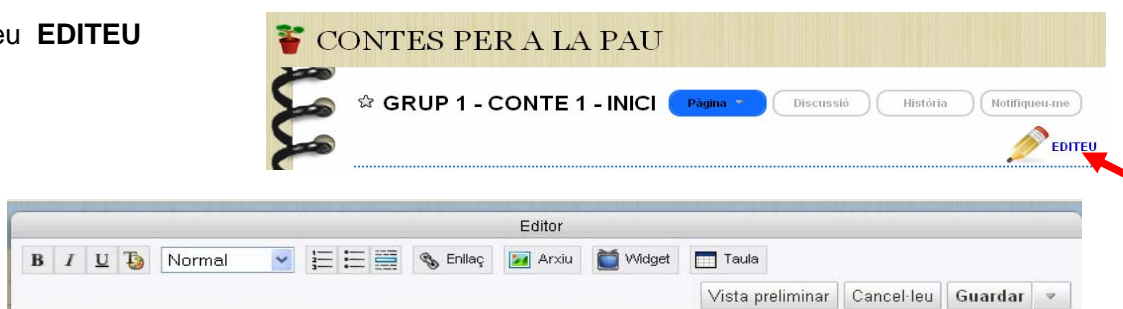 eu EDITEU
CONTES PER A LA PAU
GRUP 1 - CONTE 1 - INICI Pàgina Discussió Història Notifiqueu-me
EDITEU
Editor
B I U T Normal Enllaç Arxiu Widget Taula
Vista preliminar Cancel·leu Guardar